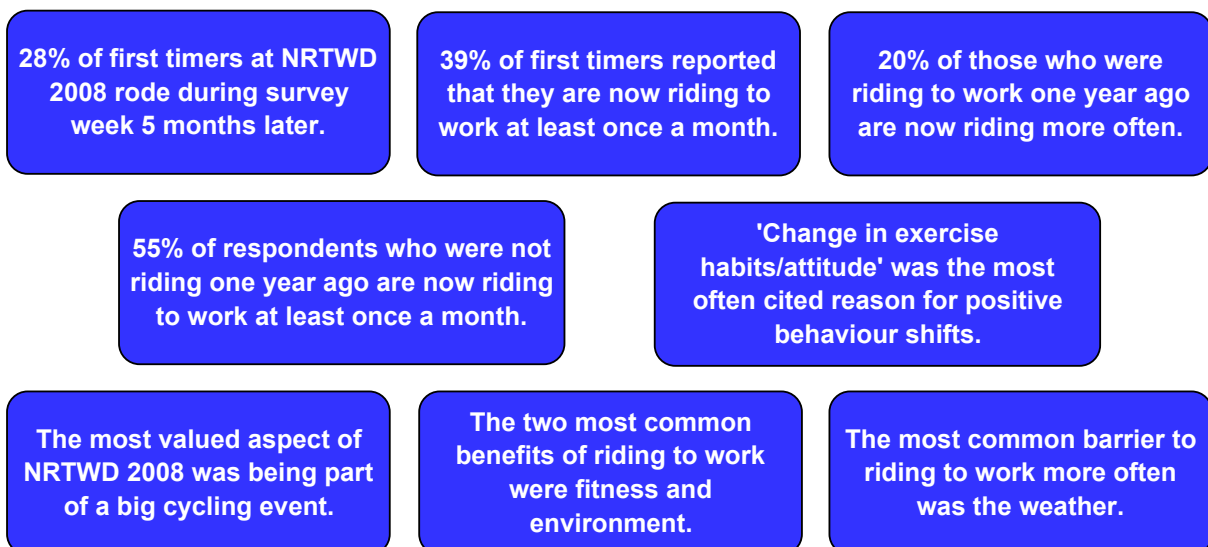 28% of first timers at NRTWD
2008 rode during survey
week 5 months later.
39% of first timers reported
that they are now riding to
work at least once a month.
20% of those who were
riding to work one year ago
are now riding more often.
55% of respondents who were not
riding one year ago are now riding
to work at least once a month.
'Change in exercise
habits/attitude' was the most
often cited reason for positive
behaviour shifts.
The most valued aspect of
NRTWD 2008 was being part
of a big cycling event.
The two most common
benefits of riding to work
were fitness and
environment.
The most common barrier to
riding to work more often
was the weather.